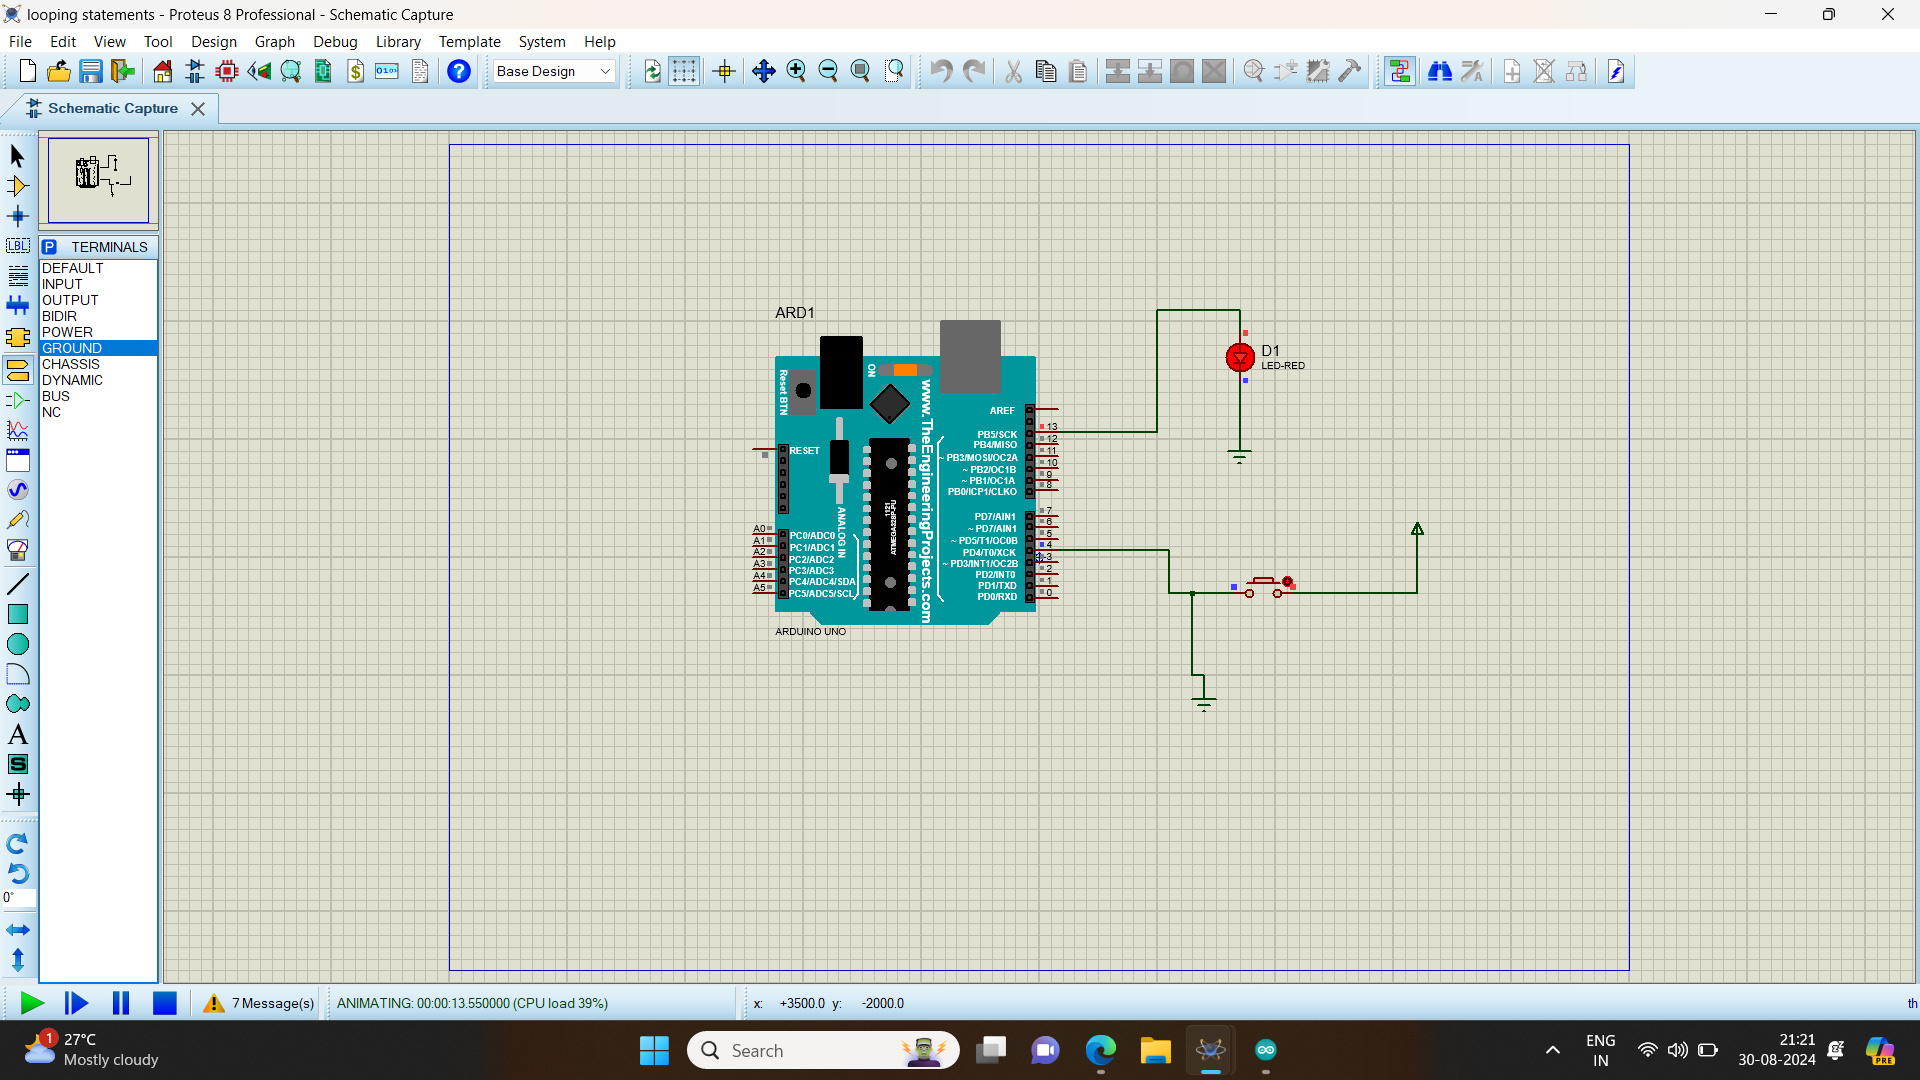 looping statements - Proteus 8 Professional - Schematic Capture
File Edit View Tool Design Graph Debug Library Template System Help
Base Design
Schematic Capture
LBL
P TERMINALS
DEFAULT
INPUT
OUTPUT
BIDIR
POWER
GROUND
CHASSIS
DYNAMIC
BUS
NC
A
S
0°
ARD1
Reset BTN
ON
www.TheEngineeringProjects.com
RESET
ANALOG IN
1121
ATMEGA328P-PU
AREF
PB5/SCK 13
PB4/MISO 12
~ PB3/MOSI/OC2A 11
~ PB2/OC1B 10
~ PB1/OC1A 9
PB0/ICP1/CLKO 8
PD7/AIN1 7
~ PD7/AIN1 6
~ PD5/T1/OC0B 5
PD4/T0/XCK 4
~ PD3/INT1/OC2B 3
PD2/INT0 2
PD1/TXD 1
PD0/RXD 0
A0 PC0/ADC0
A1 PC1/ADC1
A2 PC2/ADC2
A3 PC3/ADC3
A4 PC4/ADC4/SDA
A5 PC5/ADC5/SCL
ARDUINO UNO
D1
LED-RED
7 Message(s) ANIMATING: 00:00:13.550000 (CPU load 39%) x: +3500.0 y: -2000.0 th
1
27°C
Mostly cloudy
Search
ENG
IN
21:21
30-08-2024
PRE